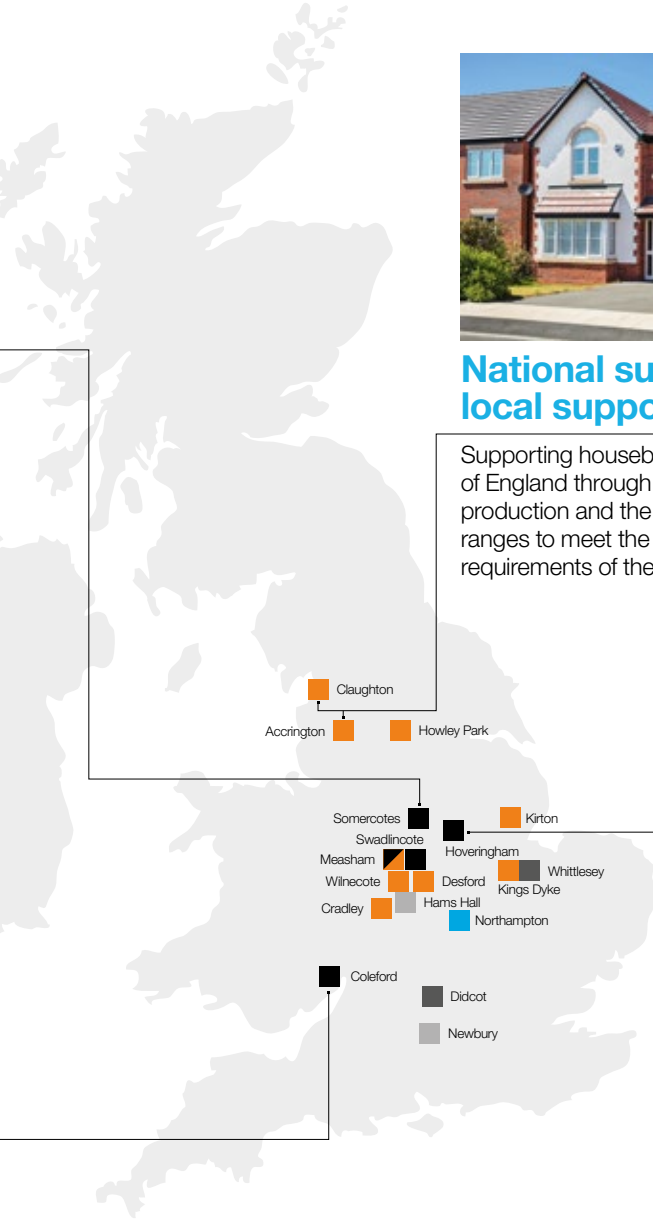 National su
local suppo
Supporting houseb
of England through
production and the
ranges to meet the
requirements of the
Claughton
Accrington
Howley Park
Somercotes
Kirton
Swadlincote
Hoveringham
Measham
Whittlesey
Wilnecote
Desford
Kings Dyke
Cradley
Hams Hall
Northampton
Coleford
Didcot
Newbury